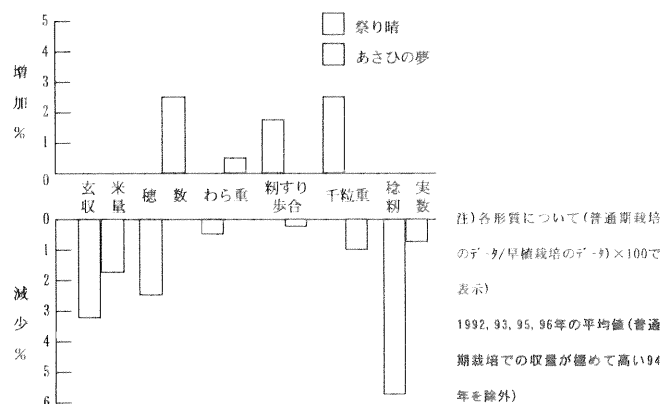 5
4
3
2
1
0
増加%
祭り晴
あさひの夢
玄米 穂数 わら重 籾すり 千粒重 稔実
収量 歩合 籾数
0
1
2
3
4
5
6
減少%
注)各形質について(普通期栽培
のデータ/早植栽培のデータ)×100で
表示)
1992,93,95,96年の平均値(普通
期栽培での収量が極めて高い94
年を除外)